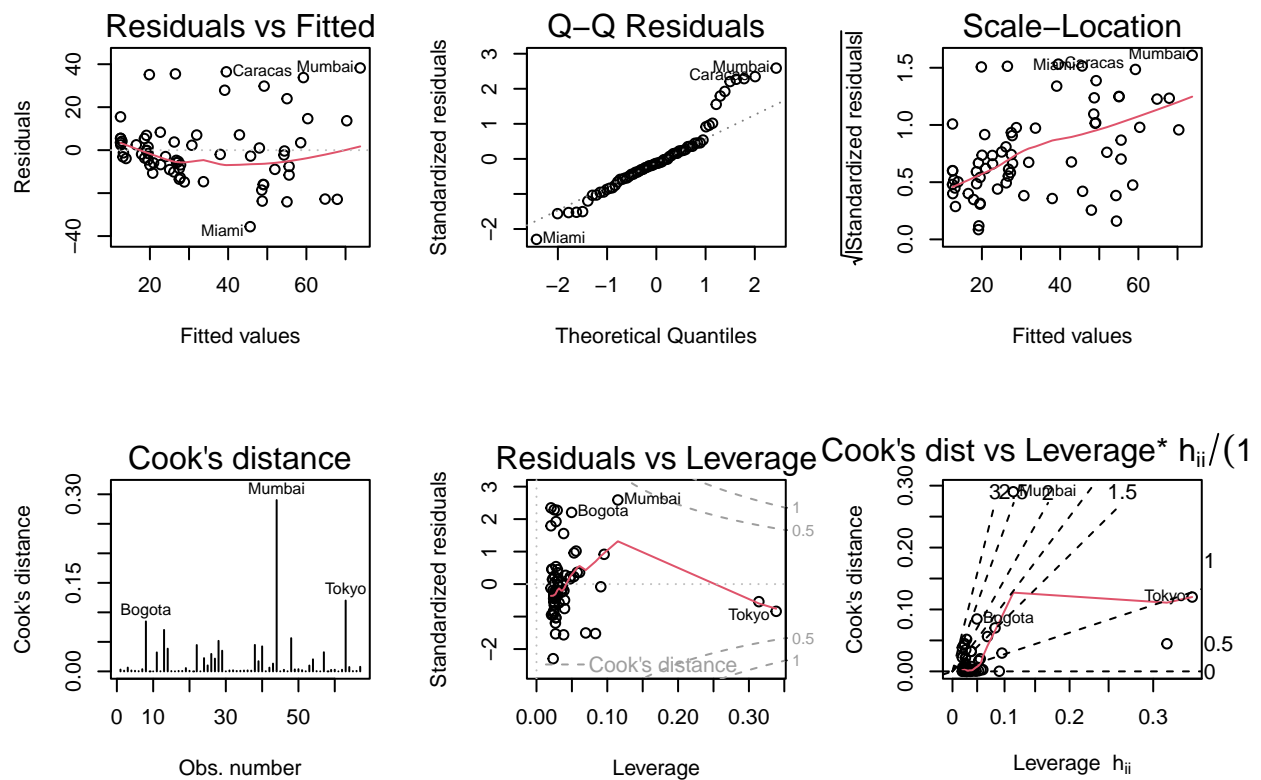 Residuals vs Fitted
Residuals
40
20
0
−40
Mumbai
Caracas
Miami
20
40
60
Fitted values
Q−Q Residuals
Standardized residuals
3
2
1
0
−2
Mumbai
Miami
−2
−1
0
1
2
Theoretical Quantiles
Scale−Location
√|Standardized residuals|
1.5
1.0
0.5
0.0
Mumbai
Caracas
Miami
20
40
60
Fitted values
Cook's distance
Cook's distance
0.30
0.15
0.00
Mumbai
Tokyo
Bogota
0
10
30
50
Obs. number
Residuals vs Leverage
Standardized residuals
3
2
1
0
−2
Mumbai
Bogota
Tokyo
1
0.5
0.5
1
Cook's distance
0.00
0.10
0.20
0.30
Leverage
Cook's dist vs Leverage* hii/(1
Cook's distance
0.30
0.20
0.10
0.00
3
2.5
2
1.5
1
0.5
0
Mumbai
Tokyo
Bogota
0
0.1
0.2
0.3
Leverage hii